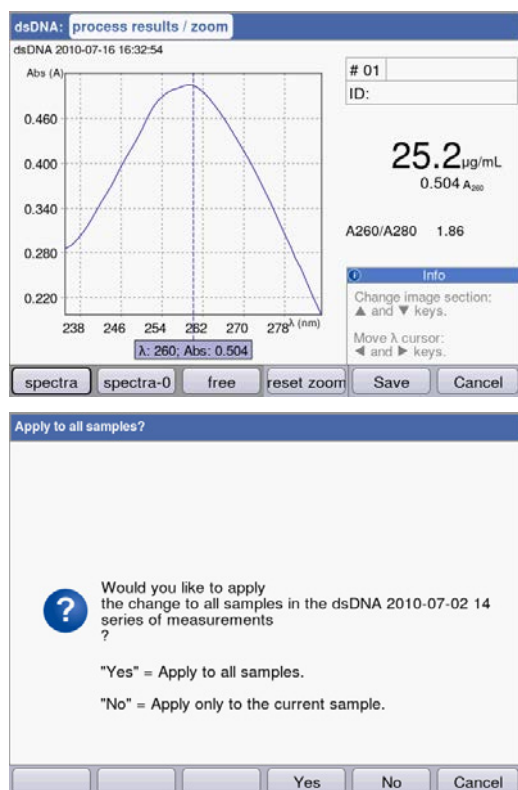 dsDNA: process results / zoom
dsDNA 2010-07-16 16:32:54
Abs (A)
0.460
0.400
0.340
0.280
0.220
238 246 254 262 270 278 λ (nm)
λ: 260; Abs: 0.504
# 01
ID:
25.2 µg/mL
0.504 A260
A260/A280 1.86
Info
Change image section:
▲ and ▼ keys.
Move λ cursor:
◀ and ▶ keys.
spectra spectra-0 free reset zoom Save Cancel
Apply to all samples?
?
Would you like to apply
the change to all samples in the dsDNA 2010-07-02 14
series of measurements
?
"Yes" = Apply to all samples.
"No" = Apply only to the current sample.
Yes No Cancel